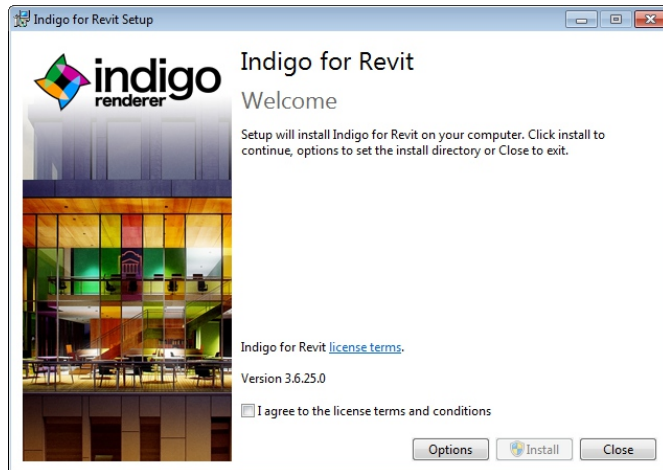 Indigo for Revit Setup
indigo
renderer
Indigo for Revit
Welcome
Setup will install Indigo for Revit on your computer. Click install to
continue, options to set the install directory or Close to exit.
Indigo for Revit license terms.
Version 3.6.25.0
I agree to the license terms and conditions
Options
Install
Close